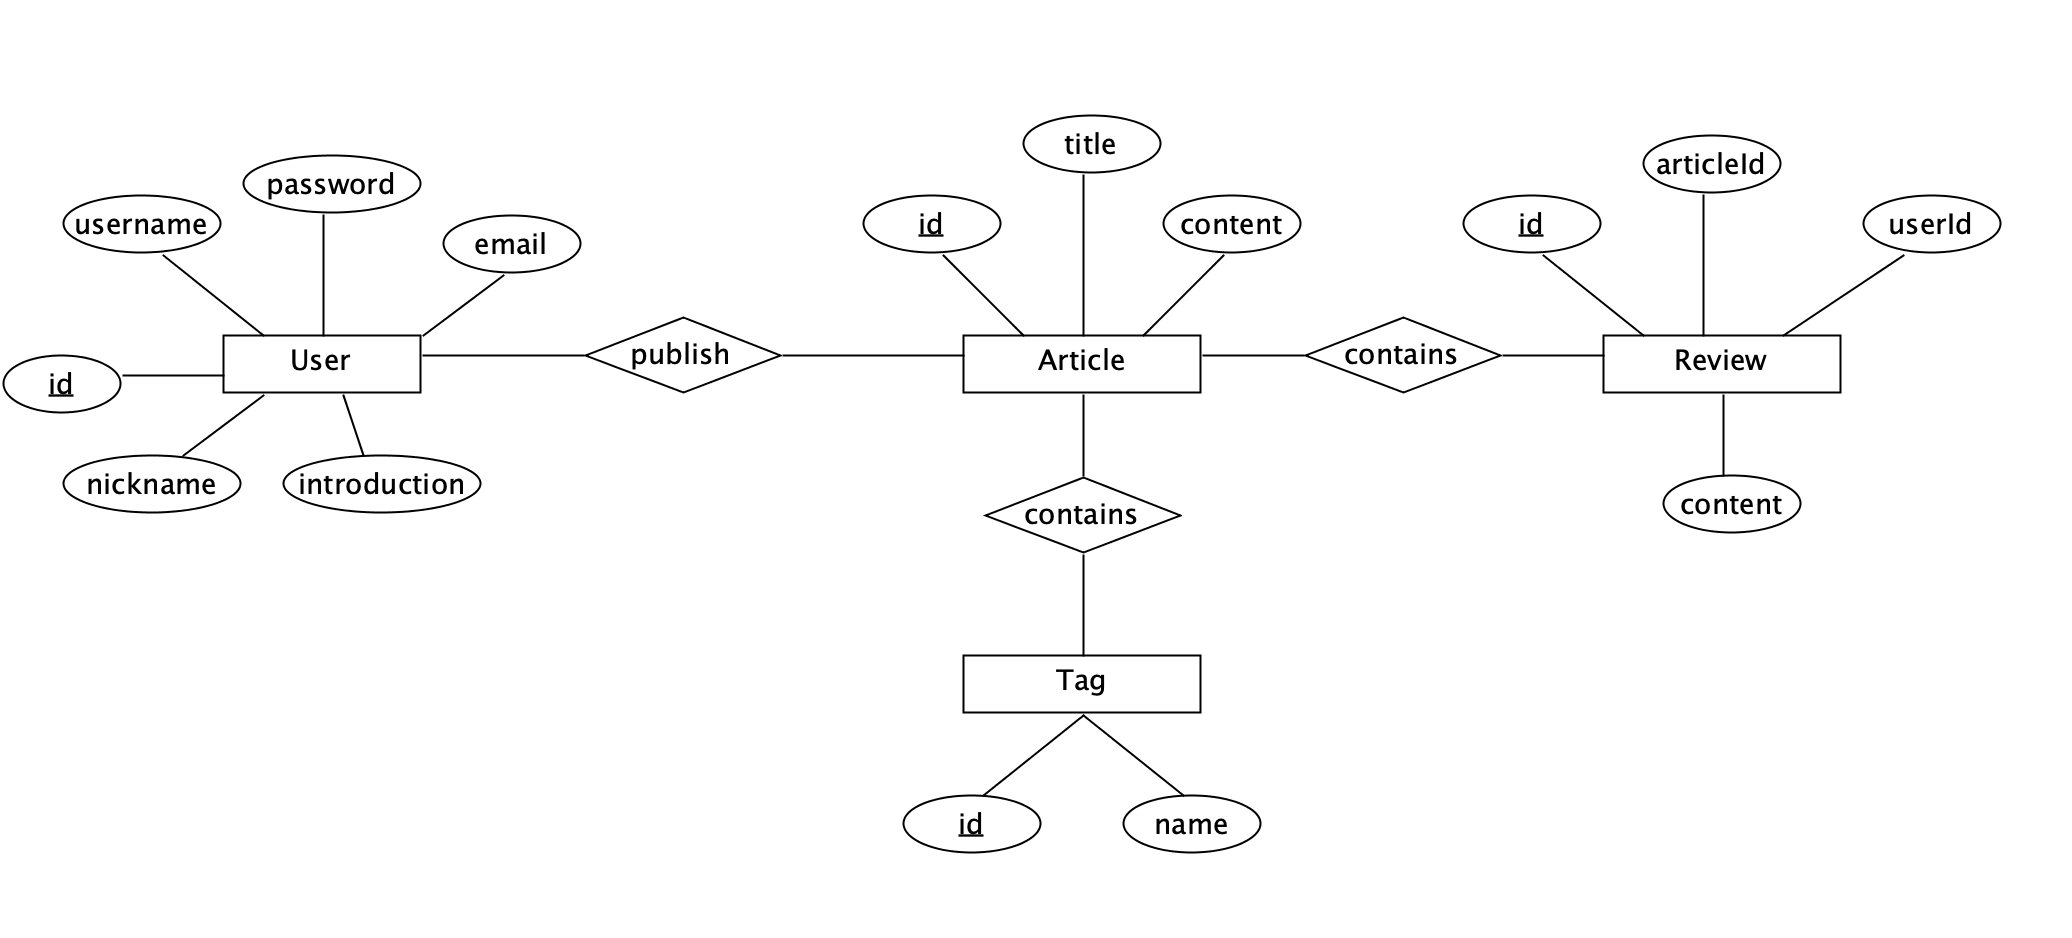 title
password
articleId
username
id
content
id
userId
email
User
publish
Article
contains
Review
id
nickname
introduction
content
contains
Tag
id
name